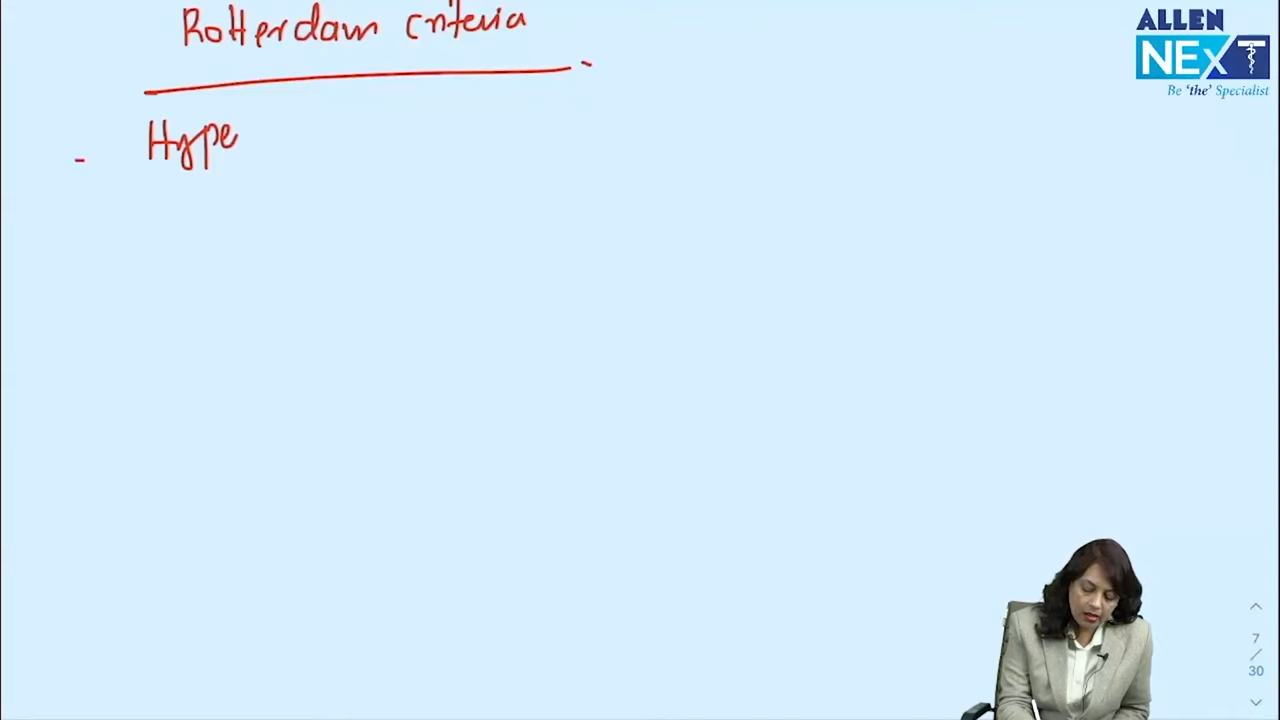 Rotterdam criteria
- Hype
ALLEN
NEXT
Be 'the' Specialist
7
/
30